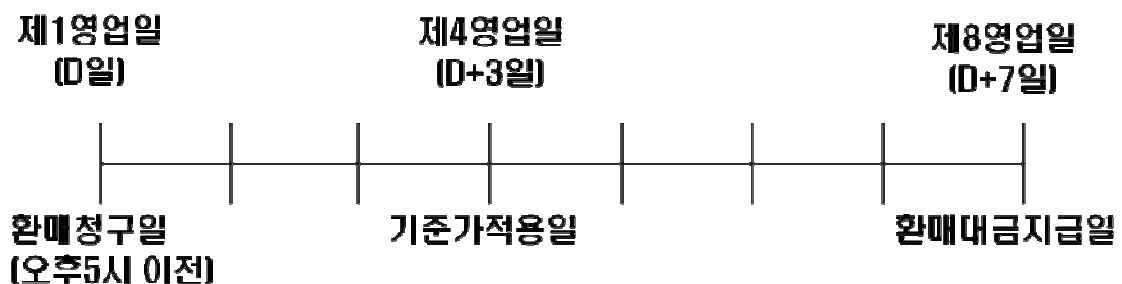 제1영업일
(D일)
제4영업일
(D+3일)
제8영업일
(D+7일)
환매청구일
(오후5시 이전)
기준가적용일
환매대금지급일